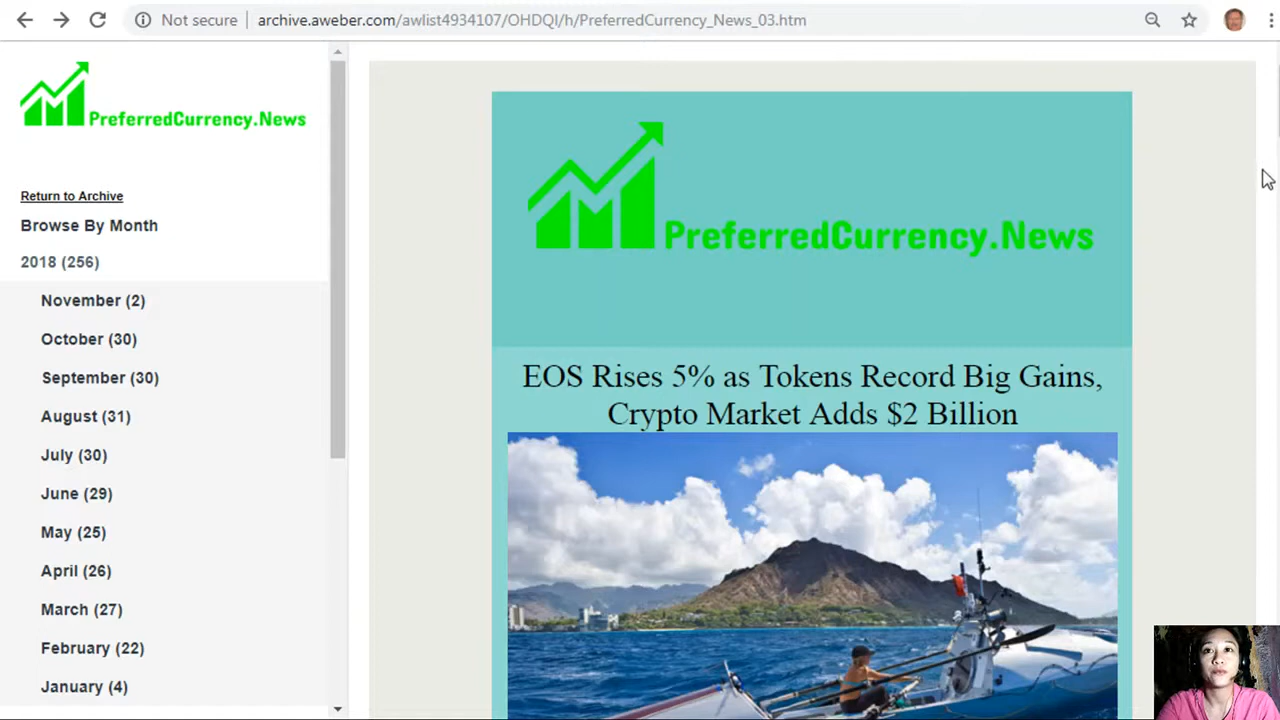 Not secure
archive.aweber.com/awlist4934107/OHDQI/h/PreferredCurrency_News_03.htm
PreferredCurrency.News
Return to Archive
Browse By Month
2018 (256)
November (2)
October (30)
September (30)
August (31)
July (30)
June (29)
May (25)
April (26)
March (27)
February (22)
January (4)
PreferredCurrency.News
EOS Rises 5% as Tokens Record Big Gains,
Crypto Market Adds $2 Billion